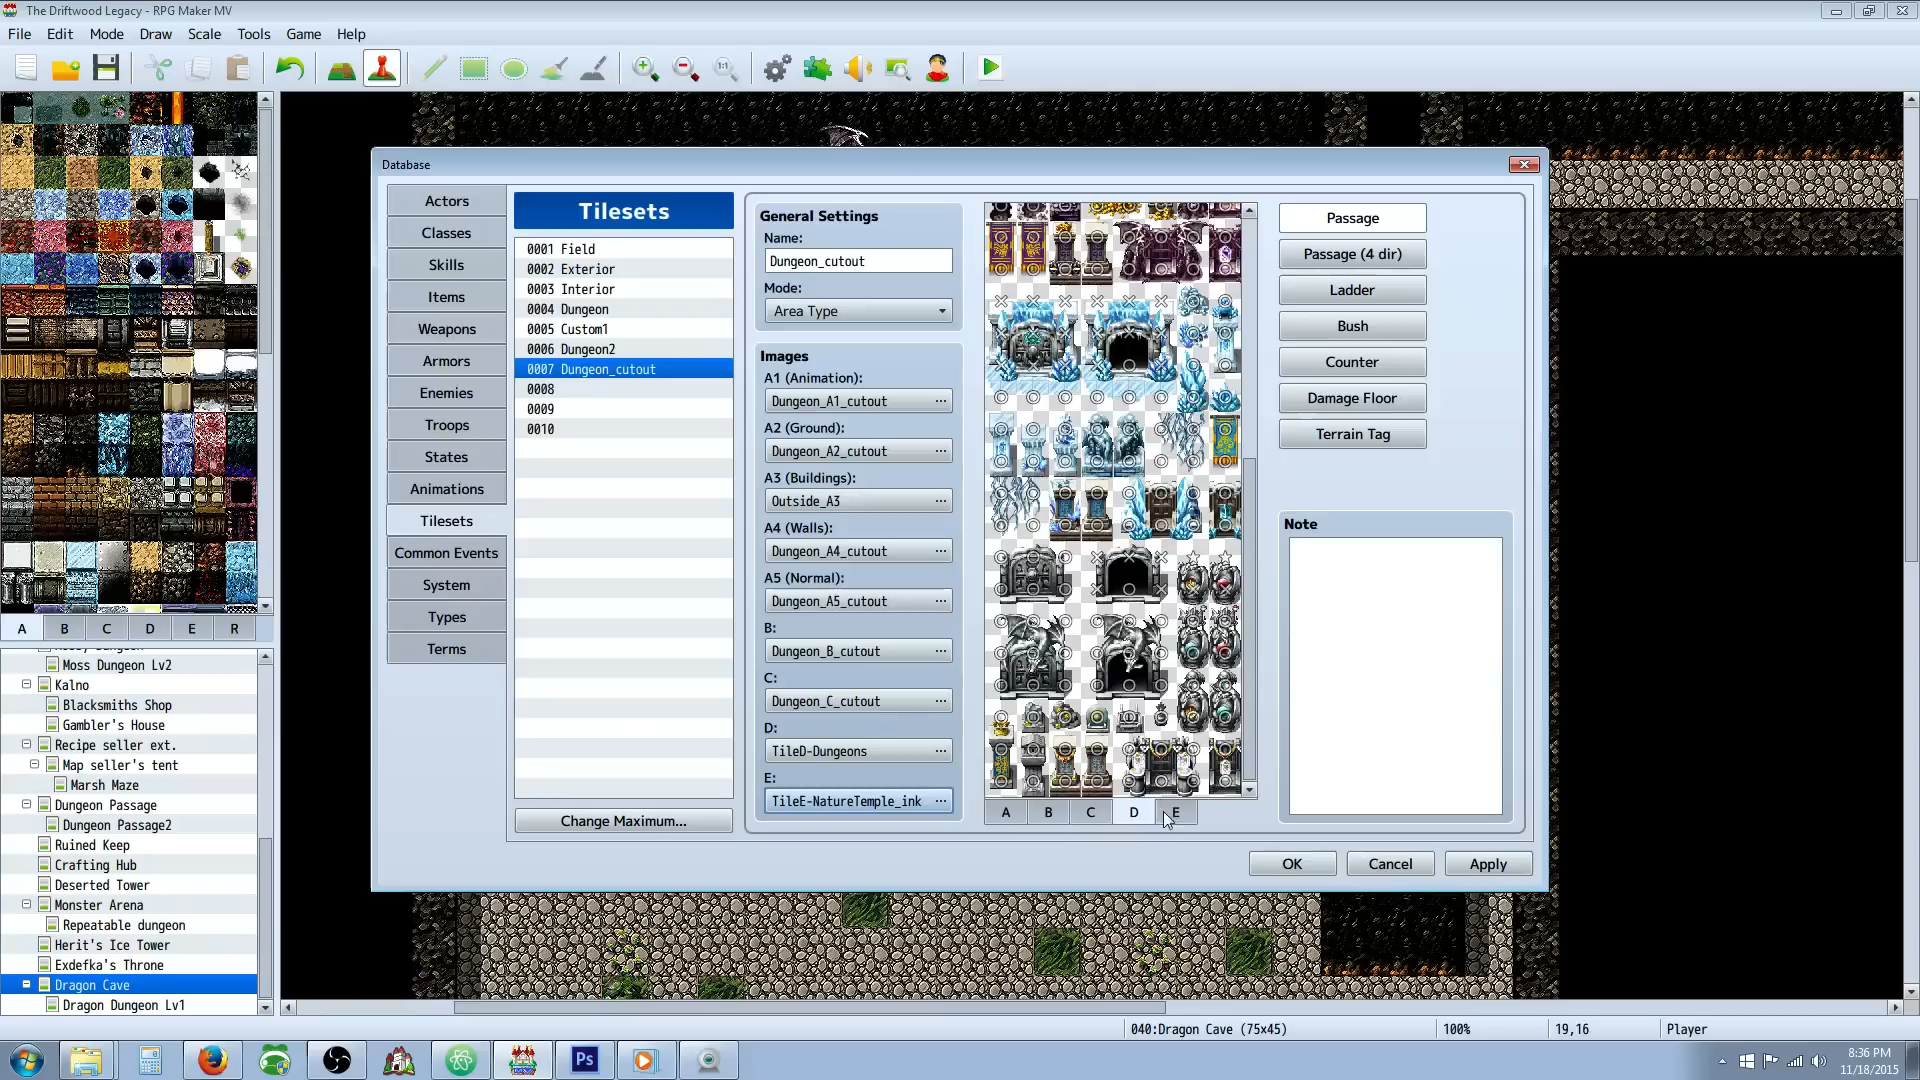 The Driftwood Legacy - RPG Maker MV
File Edit Mode Draw Scale Tools Game Help
1:1
Database
Actors
Classes
Skills
Items
Weapons
Armors
Enemies
Troops
States
Animations
Tilesets
Common Events
System
Types
Terms
Tilesets
0001 Field
0002 Exterior
0003 Interior
0004 Dungeon
0005 Custom1
0006 Dungeon2
0007 Dungeon_cutout
0008
0009
0010
Change Maximum...
General Settings
Name:
Dungeon_cutout
Mode:
Area Type
Images
A1 (Animation):
Dungeon_A1_cutout ...
A2 (Ground):
Dungeon_A2_cutout ...
A3 (Buildings):
Outside_A3 ...
A4 (Walls):
Dungeon_A4_cutout ...
A5 (Normal):
Dungeon_A5_cutout ...
B:
Dungeon_B_cutout ...
C:
Dungeon_C_cutout ...
D:
TileD-Dungeons ...
E:
TileE-NatureTemple_ink ...
A B C D E
Passage
Passage (4 dir)
Ladder
Bush
Counter
Damage Floor
Terrain Tag
Note
OK Cancel Apply
A B C D E R
Moss Dungeon Lv2
Kalno
Blacksmiths Shop
Gambler's House
Recipe seller ext.
Map seller's tent
Marsh Maze
Dungeon Passage
Dungeon Passage2
Ruined Keep
Crafting Hub
Deserted Tower
Monster Arena
Repeatable dungeon
Herit's Ice Tower
Exdefka's Throne
Dragon Cave
Dragon Dungeon Lv1
040:Dragon Cave (75x45) 100% 19,16 Player
Ps
8:36 PM
11/18/2015